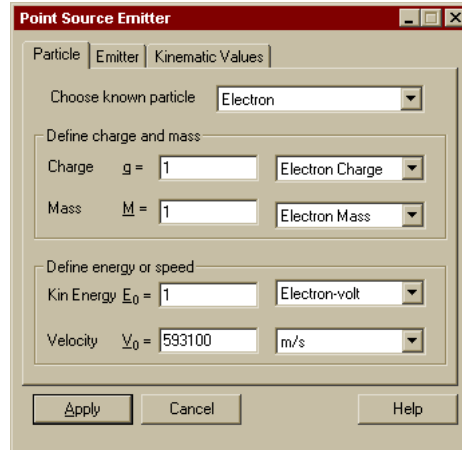 Point Source Emitter
Particle Emitter Kinematic Values
Choose known particle Electron
Define charge and mass
Charge q = 1 Electron Charge
Mass M = 1 Electron Mass
Define energy or speed
Kin Energy E₀ = 1 Electron-volt
Velocity V₀ = 593100 m/s
Apply Cancel Help